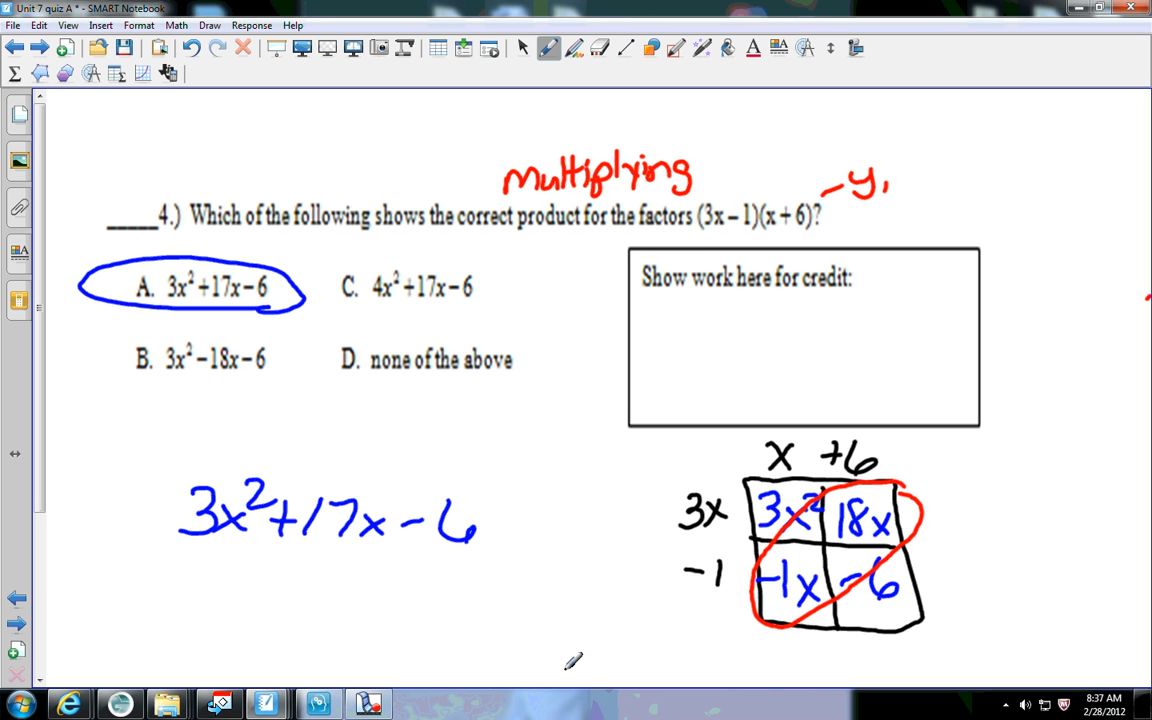 Unit 7 quiz A * - SMART Notebook
File Edit View Insert Format Math Draw Response Help
multiplying
- y,
_____4.) Which of the following shows the correct product for the factors (3x – 1)(x + 6)?
A. 3x² +17x – 6
C. 4x² +17x – 6
Show work here for credit:
B. 3x² –18x – 6
D. none of the above
x +6
3x 3x² 18x
3x²+17x - 6
-1 -1x -6
8:37 AM
2/28/2012